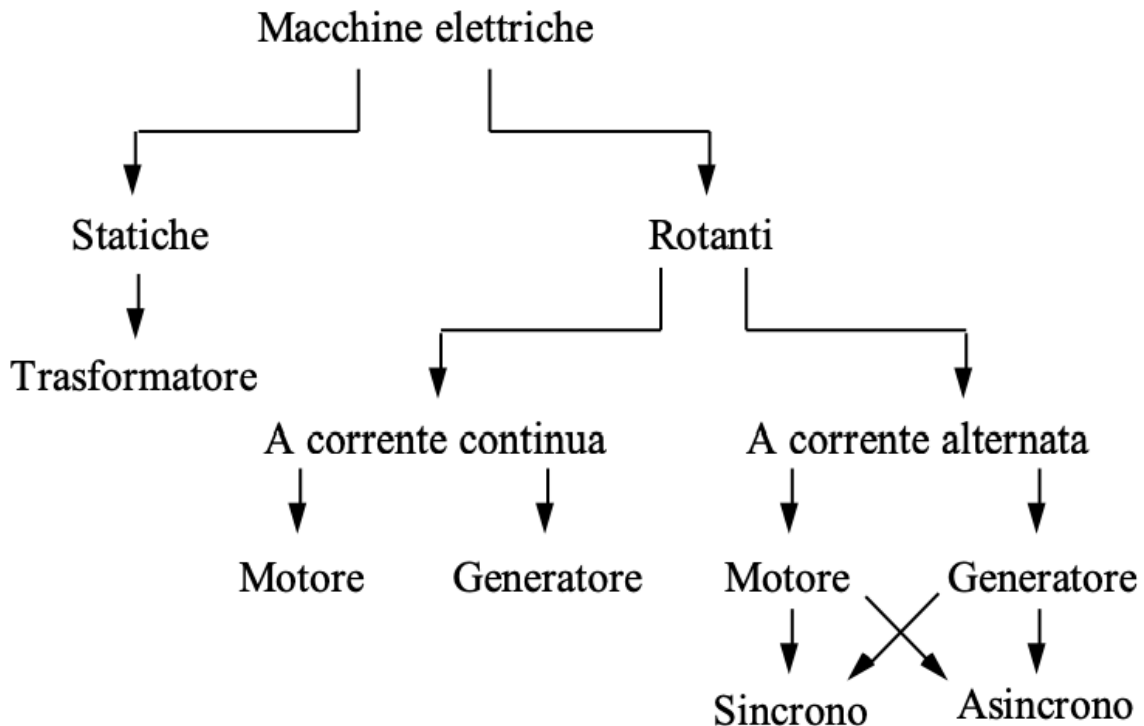 Macchine elettriche
Statiche
Rotanti
Trasformatore
A corrente continua
A corrente alternata
Motore
Generatore
Motore
Generatore
Sincrono
Asincrono